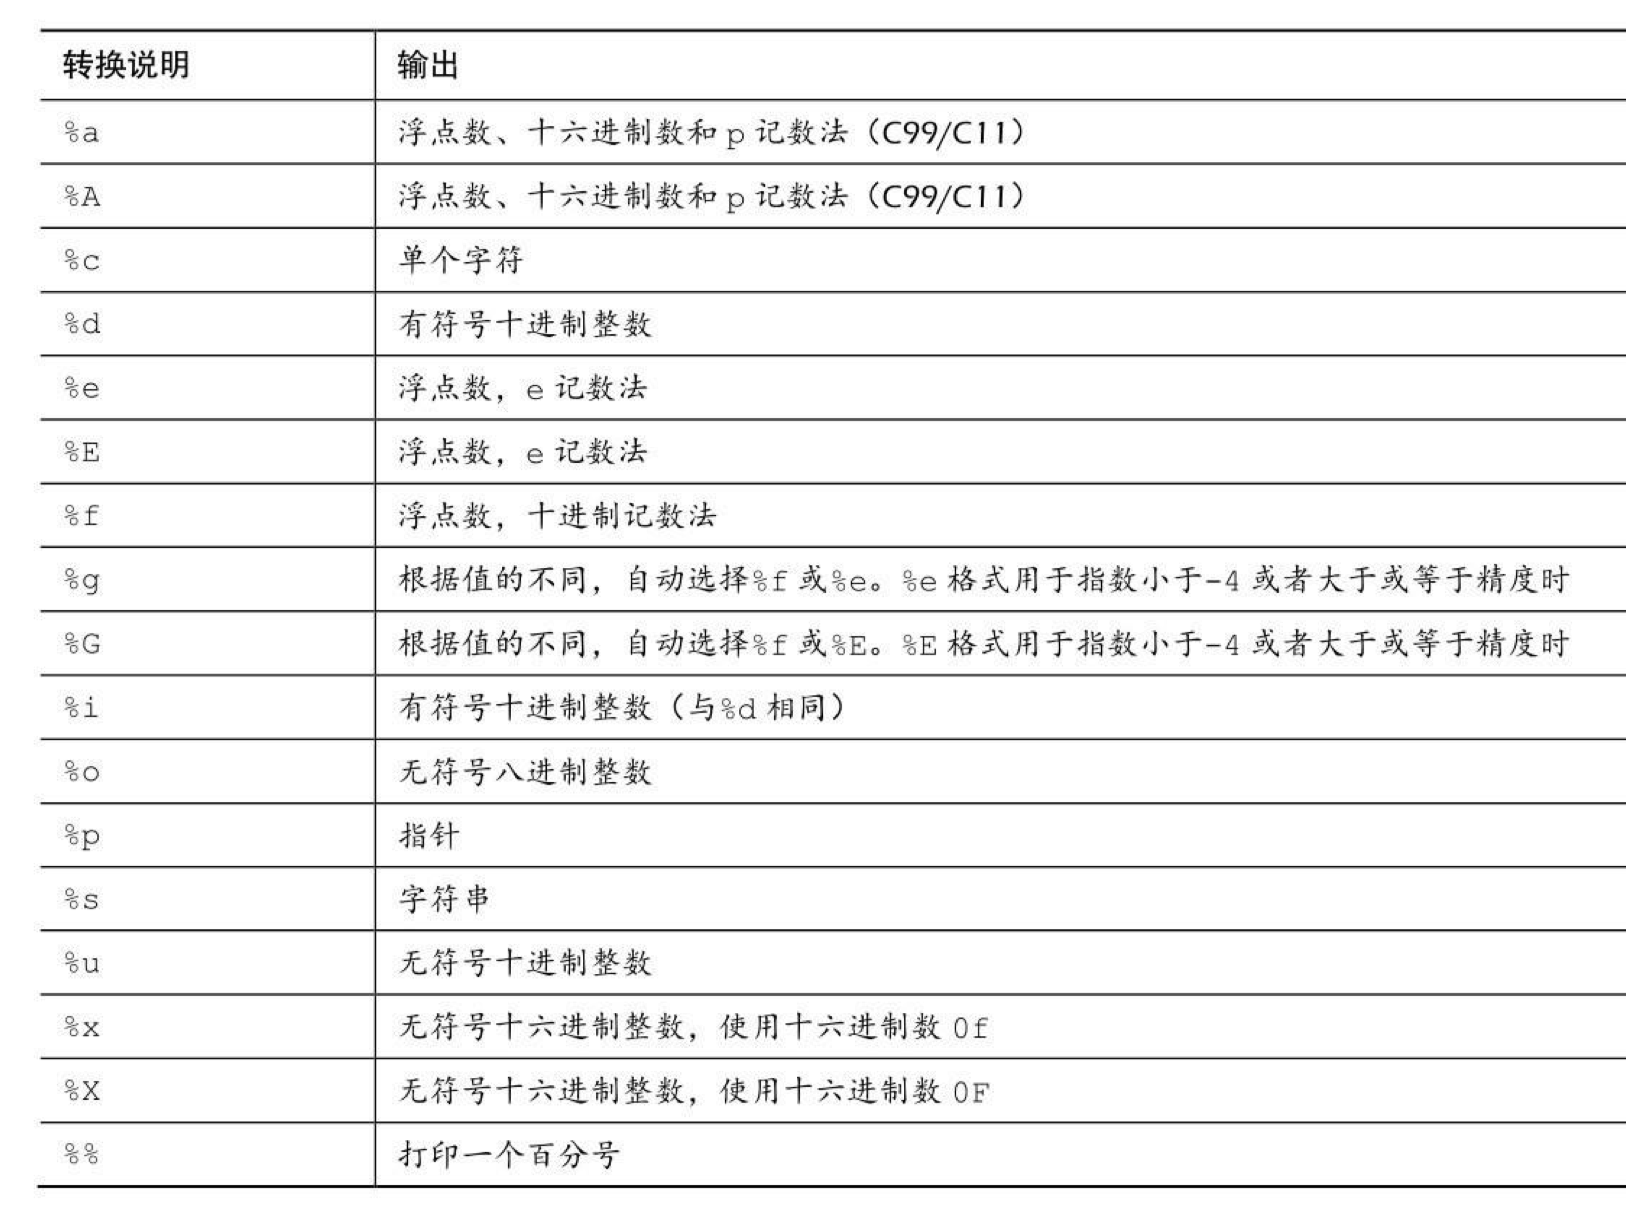 转换说明 输出
%a 浮点数、十六进制数和 p 记数法（C99/C11）
%A 浮点数、十六进制数和 p 记数法（C99/C11）
%c 单个字符
%d 有符号十进制整数
%e 浮点数，e 记数法
%E 浮点数，e 记数法
%f 浮点数，十进制记数法
%g 根据值的不同，自动选择%f 或%e。%e 格式用于指数小于-4 或者大于或等于精度时
%G 根据值的不同，自动选择%f 或%E。%E 格式用于指数小于-4 或者大于或等于精度时
%i 有符号十进制整数（与%d 相同）
%o 无符号八进制整数
%p 指针
%s 字符串
%u 无符号十进制整数
%x 无符号十六进制整数，使用十六进制数 0f
%X 无符号十六进制整数，使用十六进制数 0F
%% 打印一个百分号